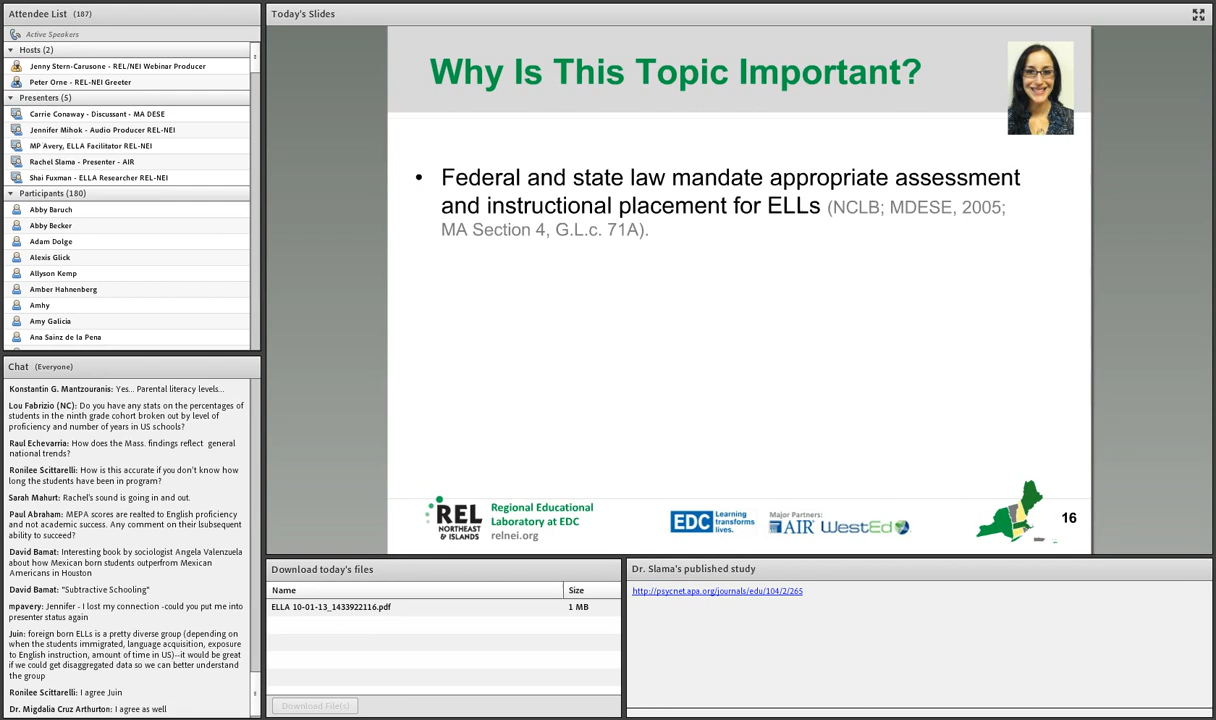 Attendee List (187)
Active Speakers
Hosts (2)
Jenny Stern-Carusone - REL/NEI Webinar Producer
Peter Orne - REL-NEI Greeter
Presenters (5)
Carrie Conaway - Discussant - MA DESE
Jennifer Mihok - Audio Producer REL-NEI
MP Avery, ELLA Facilitator REL-NEI
Rachel Slama - Presenter - AIR
Shai Fuxman - ELLA Researcher REL-NEI
Participants (180)
Abby Baruch
Abby Becker
Adam Dolge
Alexis Glick
Allyson Kemp
Amber Hahnenberg
Amhy
Amy Galicia
Ana Sainz de la Pena
Chat (Everyone)
Konstantin G. Mantzouranis: Yes... Parental literacy levels...
Lou Fabrizio (NC): Do you have any stats on the percentages of
students in the ninth grade cohort broken out by level of
proficiency and number of years in US schools?
Raul Echevarria: How does the Mass. findings reflect general
national trends?
Ronilee Scittarelli: How is this accurate if you don't know how
long the students have been in program?
Sarah Mahurt: Rachel's sound is going in and out.
Paul Abraham: MEPA scores are realted to English proficiency
and not academic success. Any comment on their lsubsequent
ability to succeed?
David Bamat: Interesting book by sociologist Angela Valenzuela
about how Mexican born students outperfrom Mexican
Americans in Houston
David Bamat: "Subtractive Schooling"
mpavery: Jennifer - I lost my connection -could you put me into
presenter status again
Juin: foreign born ELLs is a pretty diverse group (depending on
when the students immigrated, language acquisition, exposure
to English instruction, amount of time in US)--it would be great
if we could get disaggregated data so we can better understand
the group
Ronilee Scittarelli: I agree Juin
Dr. Migdalia Cruz Arthurton: I agree as well
Today's Slides
Why Is This Topic Important?
• Federal and state law mandate appropriate assessment
and instructional placement for ELLs (NCLB; MDESE, 2005;
MA Section 4, G.L.c. 71A).
REL
NORTHEAST
& ISLANDS
Regional Educational
Laboratory at EDC
relnei.org
EDC Learning
transforms
lives.
Major Partners:
AIR WestEd
16
Download today's files
Name Size
ELLA 10-01-13_1433922116.pdf 1 MB
Download File(s)
Dr. Slama's published study
http://psycnet.apa.org/journals/edu/104/2/265